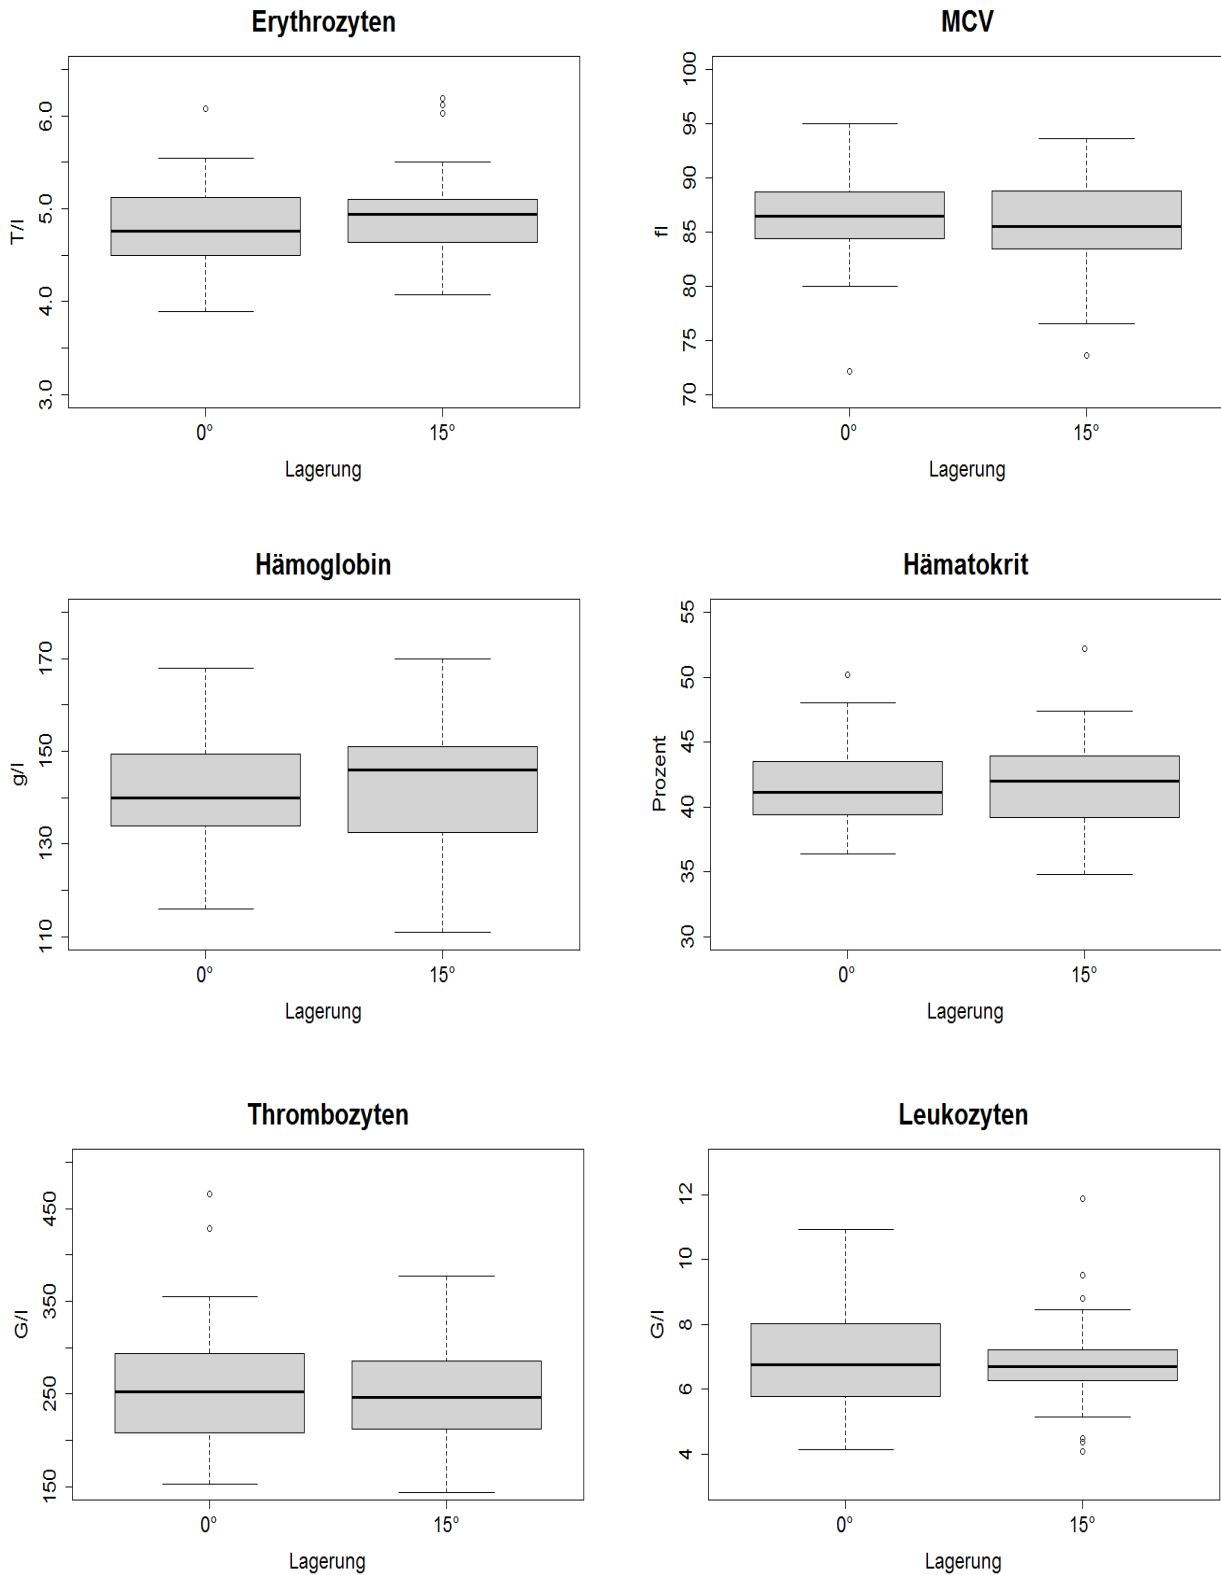 Erythrozyten
T/l
6.0
5.0
4.0
3.0
0°
15°
Lagerung
MCV
fl
100
95
90
85
80
75
70
0°
15°
Lagerung
Hämoglobin
g/l
170
150
130
110
0°
15°
Lagerung
Hämatokrit
Prozent
55
50
45
40
35
30
0°
15°
Lagerung
Thrombozyten
G/l
450
350
250
150
0°
15°
Lagerung
Leukozyten
G/l
12
10
8
6
4
0°
15°
Lagerung